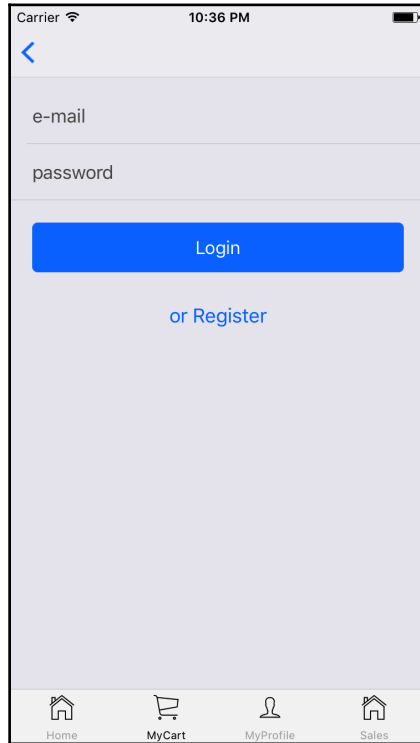 Carrier 10:36 PM
e-mail
password
Login
or Register
Home MyCart MyProfile Sales